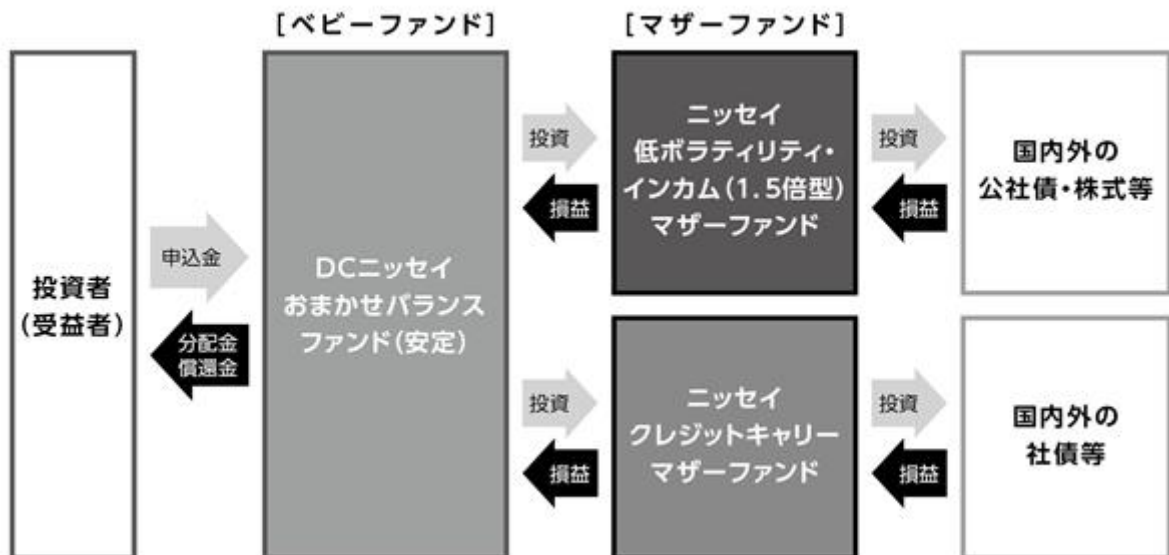 [ベビーファンド]
[マザーファンド]
投資者
(受益者)
申込金
分配金
償還金
DCニッセイ
おまかせバランス
ファンド(安定)
投資
損益
ニッセイ
低ボラティリティ・
インカム(1.5倍型)
マザーファンド
投資
損益
国内外の
公社債・株式等
投資
損益
ニッセイ
クレジットキャリー
マザーファンド
投資
損益
国内外の
社債等